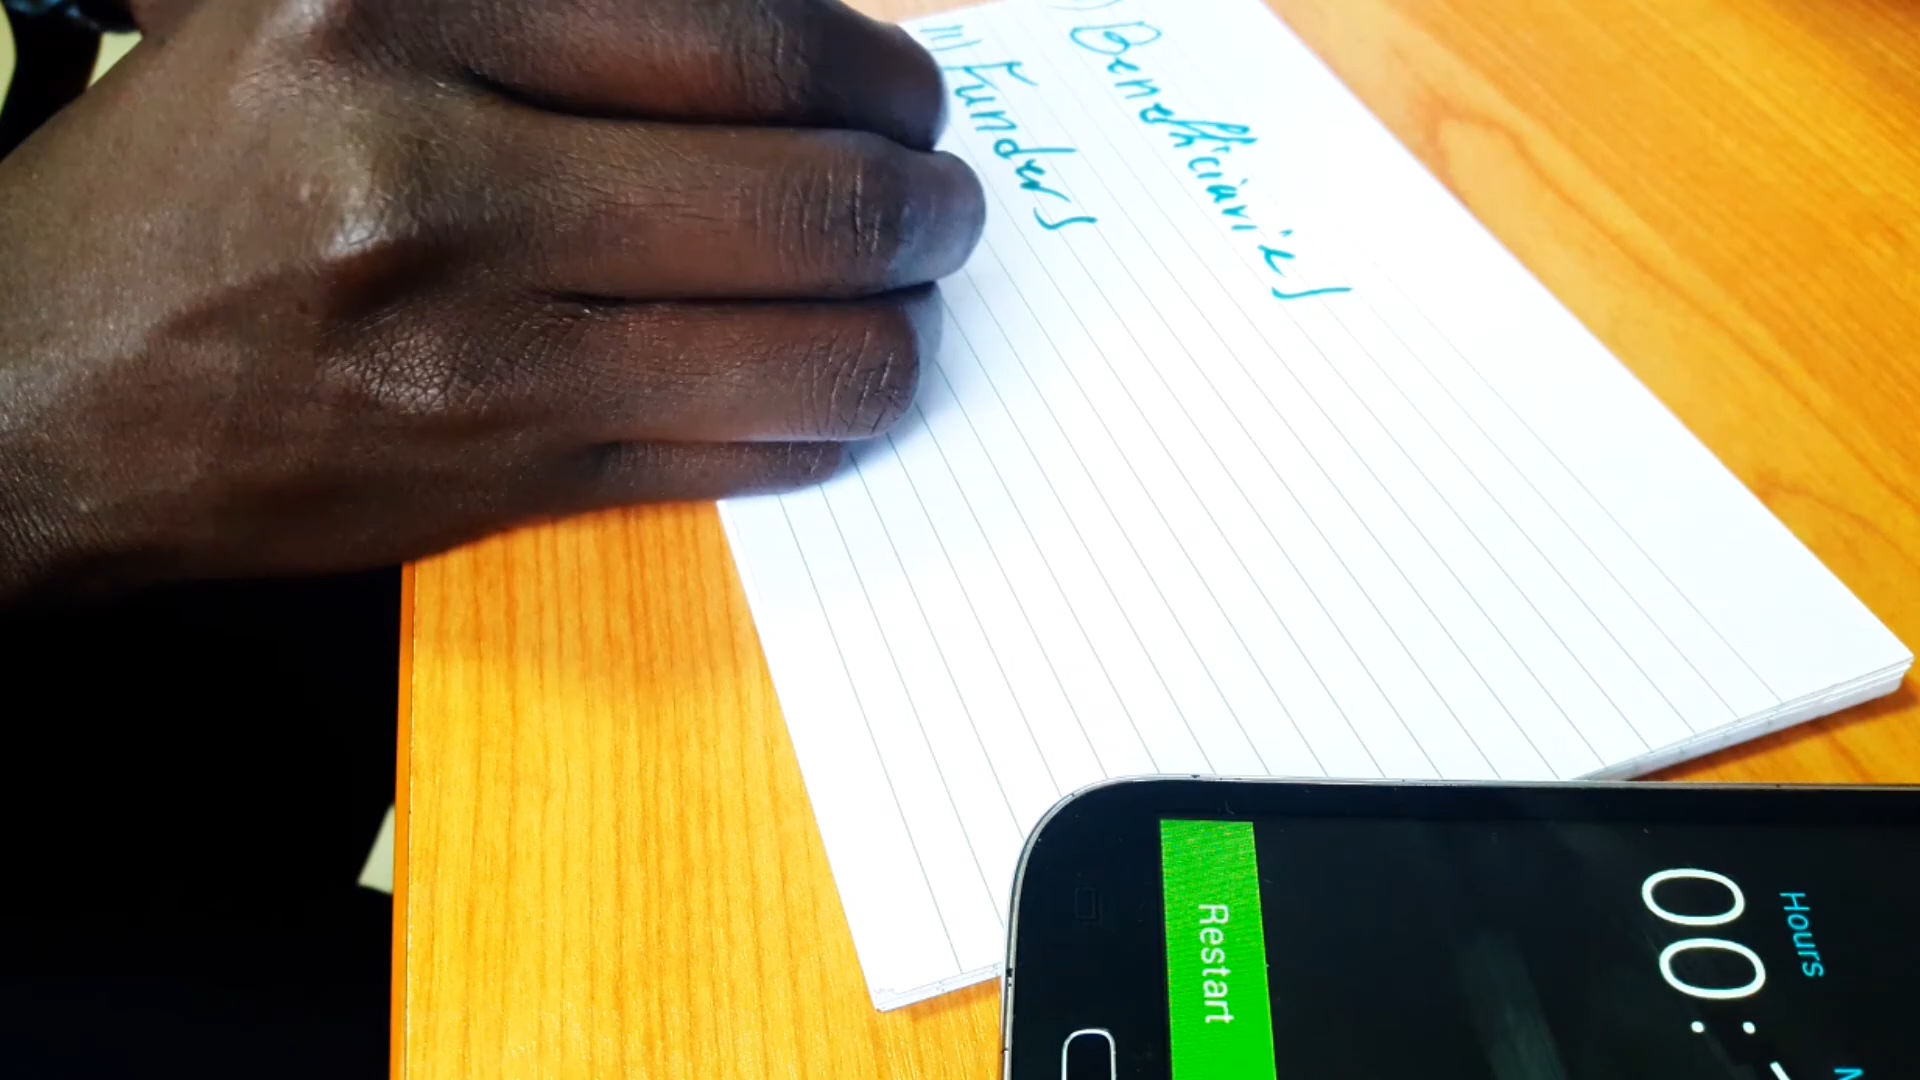 ) Beneficiaries
II) Funders
Restart
Hours
00: